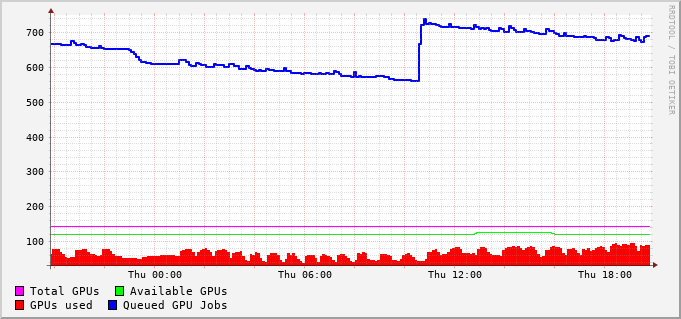 700
600
500
400
300
200
100
Thu 00:00 Thu 06:00 Thu 12:00 Thu 18:00
Total GPUs Available GPUs
GPUs used Queued GPU Jobs
RRDTOOL / TOBI OETIKER